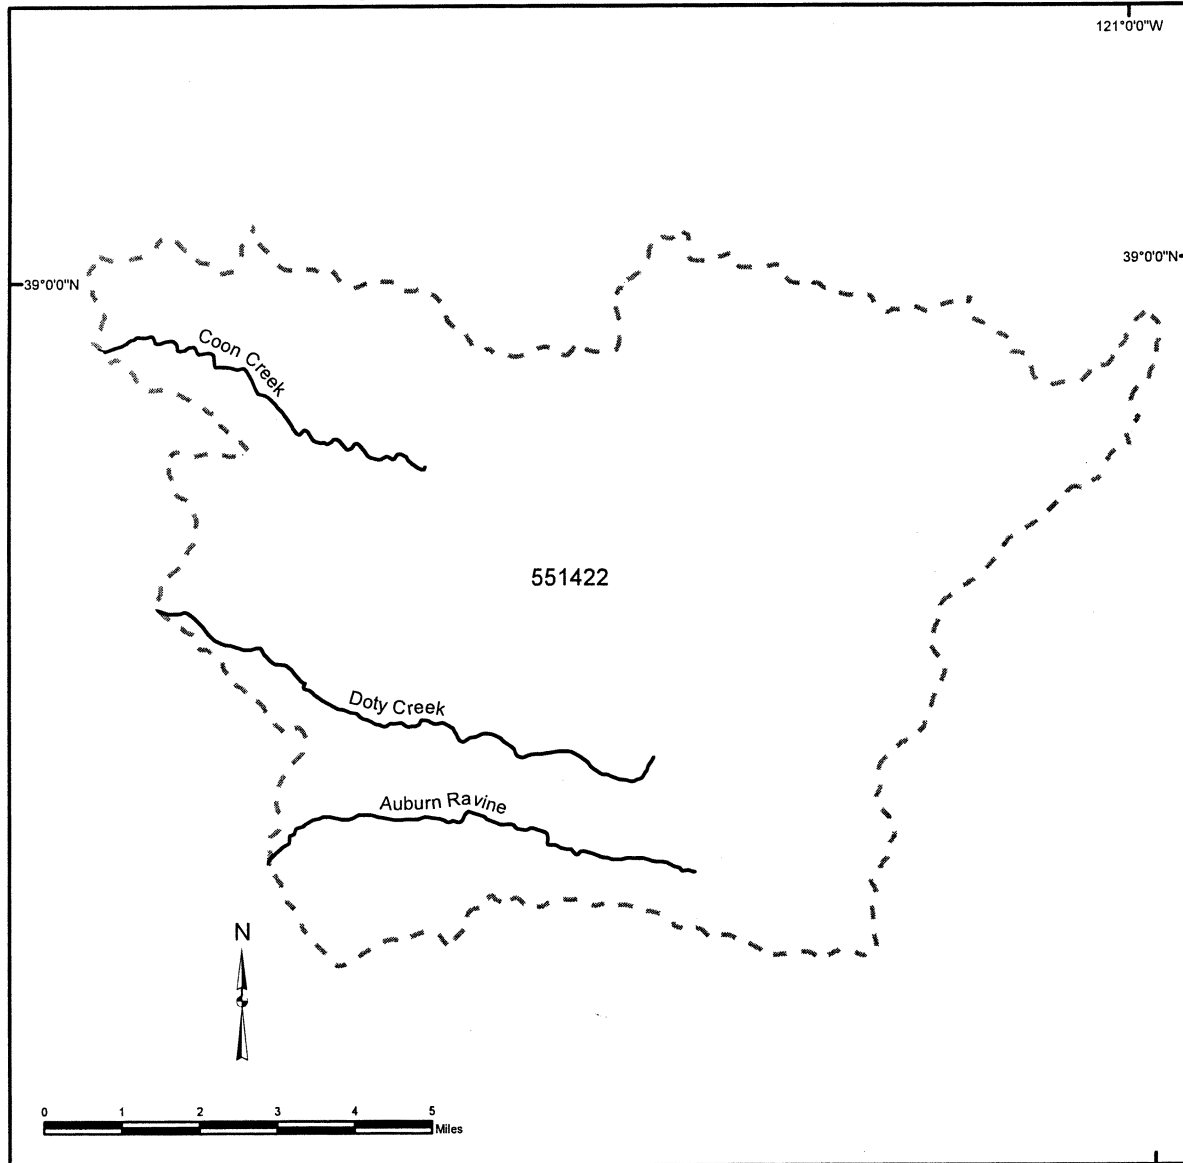 121°0'0"W
39°0'0"N
39°0'0"N
Coon Creek
551422
Doty Creek
Auburn Ravine
N
0 1 2 3 4 5
Miles